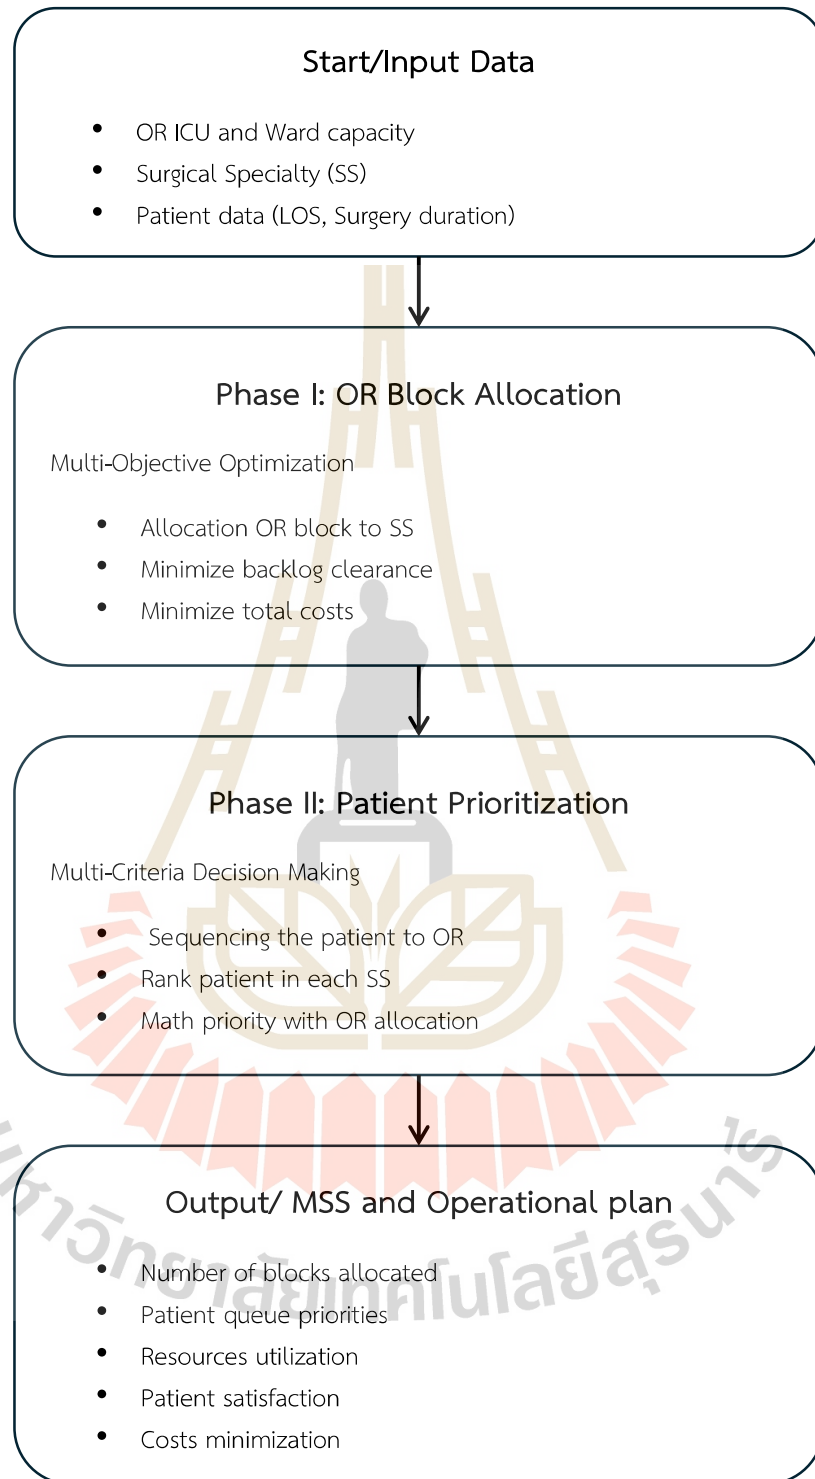 Start/Input Data
• OR ICU and Ward capacity
• Surgical Specialty (SS)
• Patient data (LOS, Surgery duration)
Phase I: OR Block Allocation
Multi-Objective Optimization
• Allocation OR block to SS
• Minimize backlog clearance
• Minimize total costs
Phase II: Patient Prioritization
Multi-Criteria Decision Making
• Sequencing the patient to OR
• Rank patient in each SS
• Math priority with OR allocation
Output/ MSS and Operational plan
• Number of blocks allocated
• Patient queue priorities
• Resources utilization
• Patient satisfaction
• Costs minimization